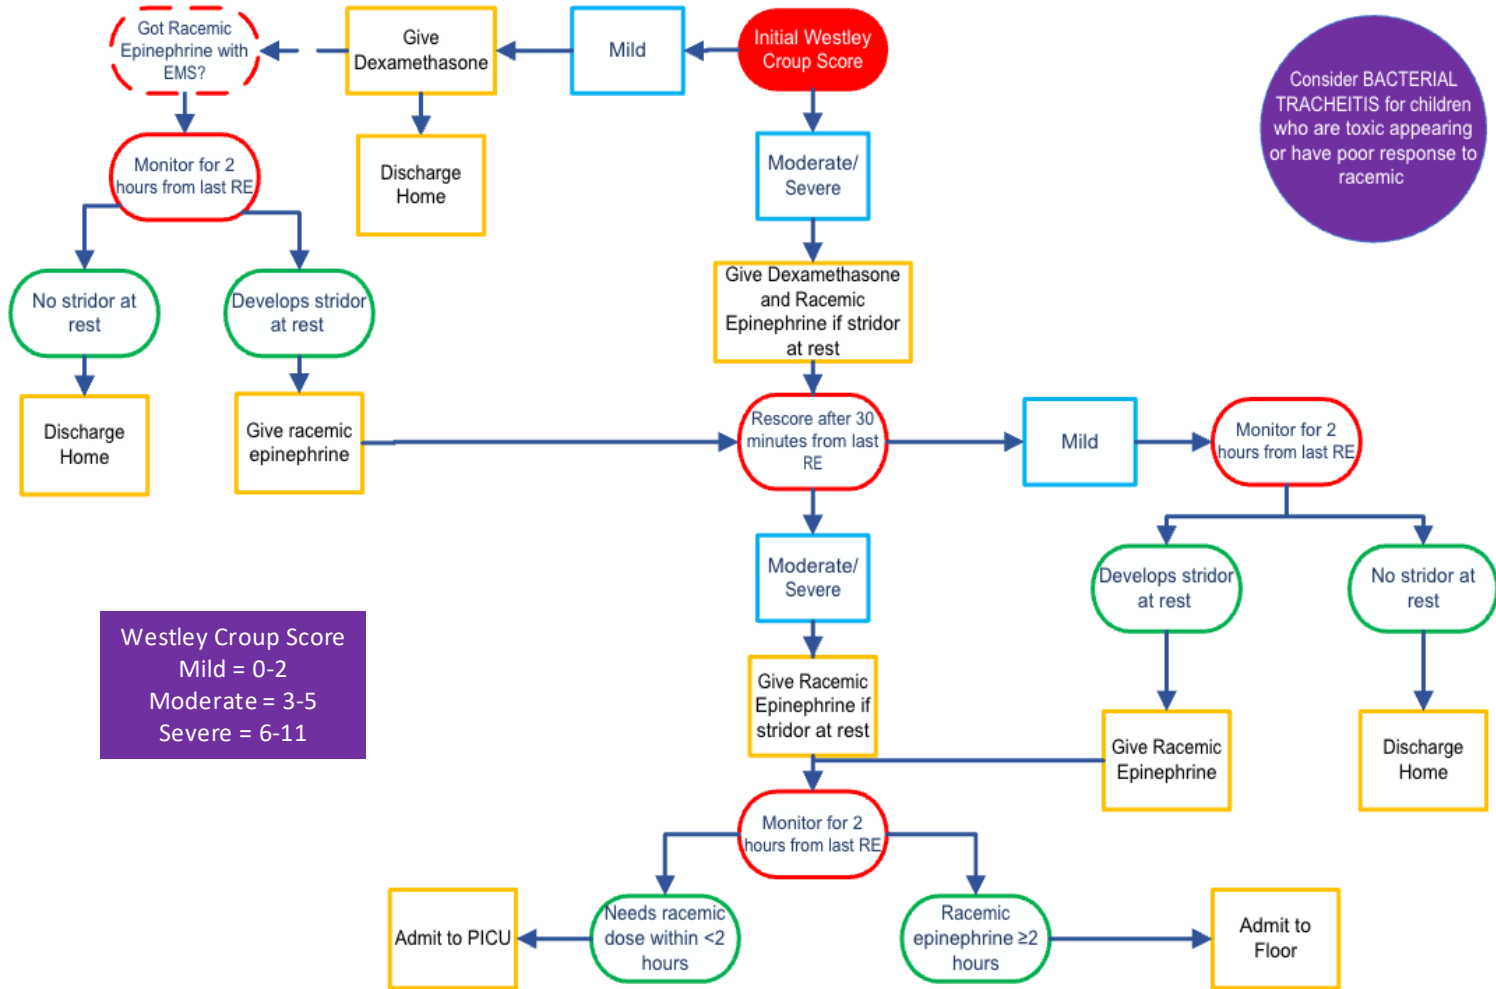 Got Racemic
Epinephrine with
EMS?
Give
Dexamethasone
Mild
Initial Westley
Croup Score
Consider BACTERIAL
TRACHEITIS for children
who are toxic appearing
or have poor response to
racemic
Monitor for 2
hours from last RE
Discharge
Home
Moderate/
Severe
No stridor at
rest
Develops stridor
at rest
Give Dexamethasone
and Racemic
Epinephrine if stridor
at rest
Discharge
Home
Give racemic
epinephrine
Rescore after 30
minutes from last
RE
Mild
Monitor for 2
hours from last RE
Moderate/
Severe
Develops stridor
at rest
No stridor at
rest
Westley Croup Score
Mild = 0-2
Moderate = 3-5
Severe = 6-11
Give Racemic
Epinephrine if
stridor at rest
Give Racemic
Epinephrine
Discharge
Home
Monitor for 2
hours from last RE
Admit to PICU
Needs racemic
dose within <2
hours
Racemic
epinephrine ≥2
hours
Admit to
Floor